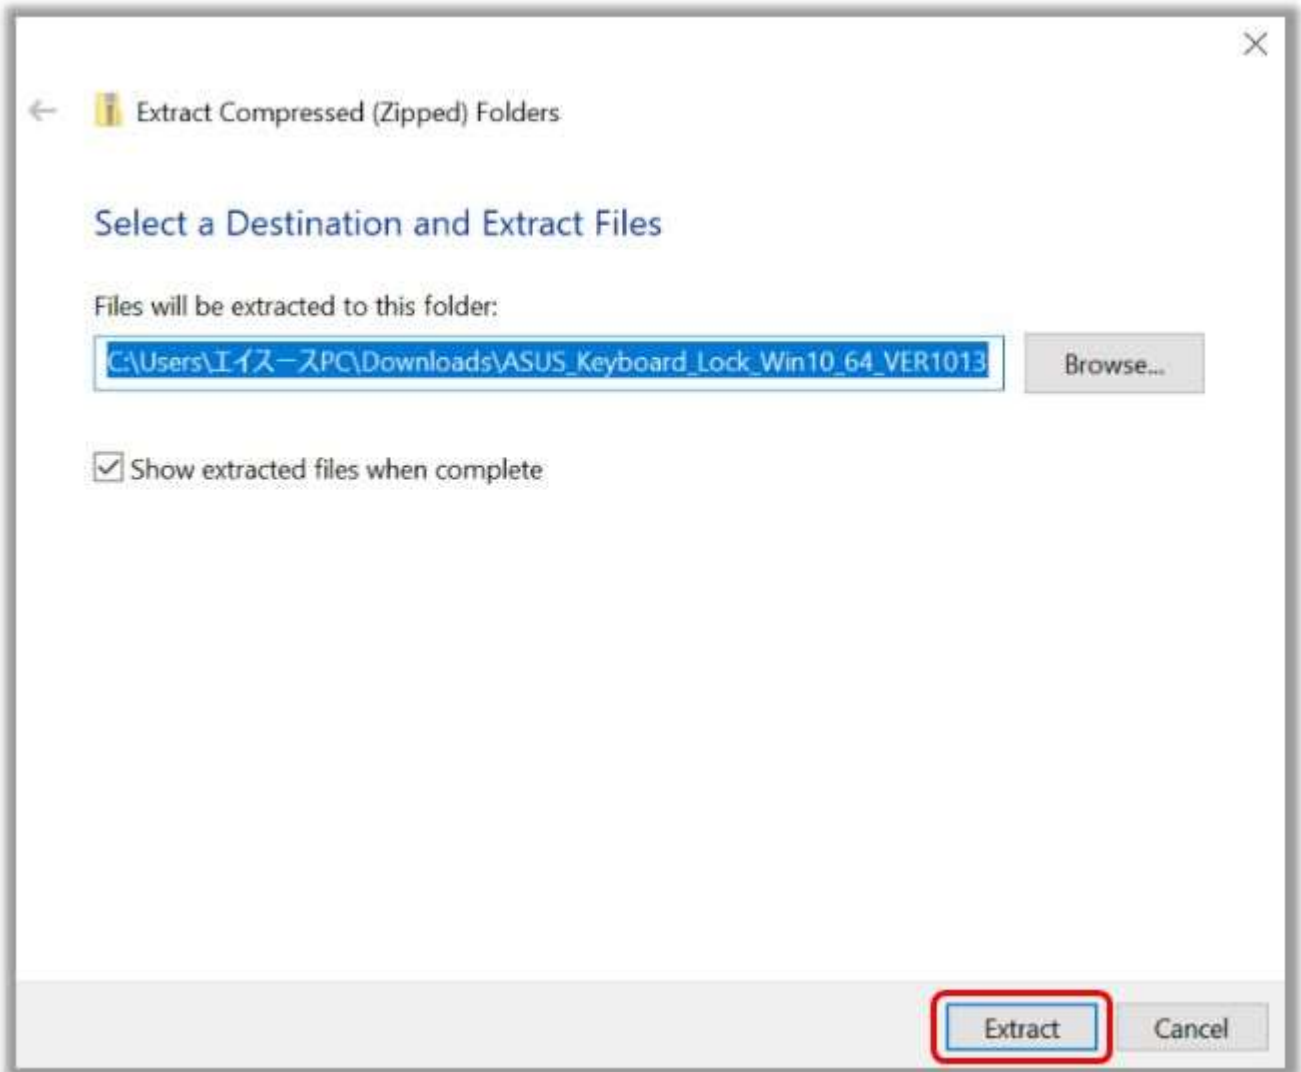 Extract Compressed (Zipped) Folders
Select a Destination and Extract Files
Files will be extracted to this folder:
C:\Users\エイスースPC\Downloads\ASUS_Keyboard_Lock_Win10_64_VER1013
Browse...
Show extracted files when complete
Extract
Cancel